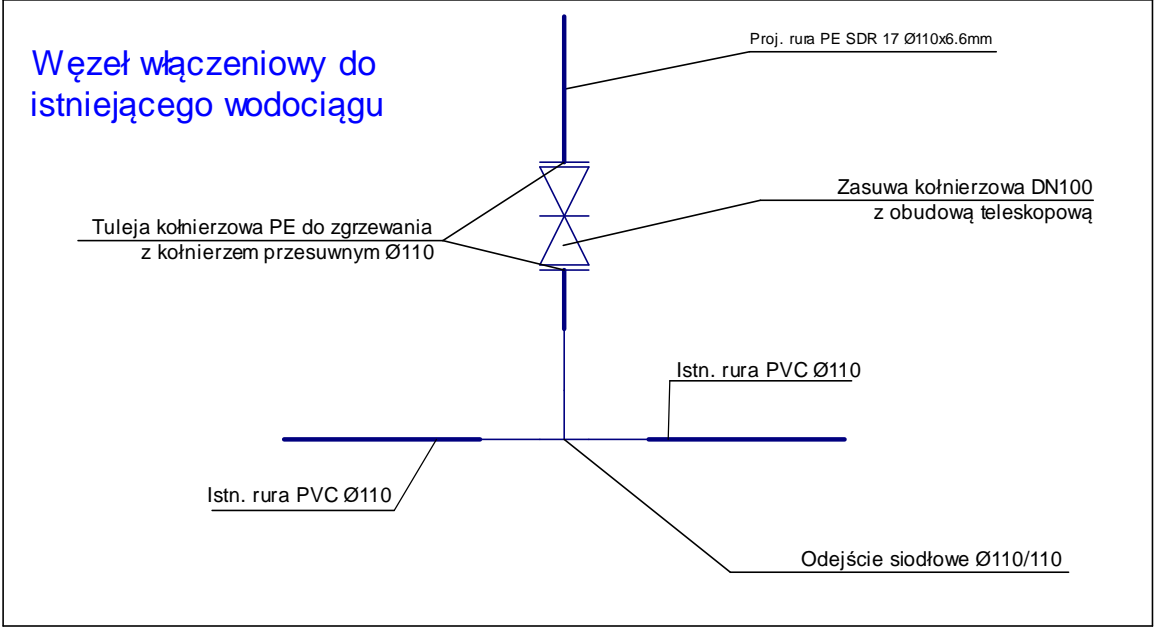 Węzeł włączeniowy do
istniejącego wodociągu
Proj. rura PE SDR 17 Ø110x6.6mm
Zasuwa kołnierzowa DN100
z obudową teleskopową
Tuleja kołnierzowa PE do zgrzewania
z kołnierzem przesuwnym Ø110
Istn. rura PVC Ø110
Istn. rura PVC Ø110
Odejście siodłowe Ø110/110